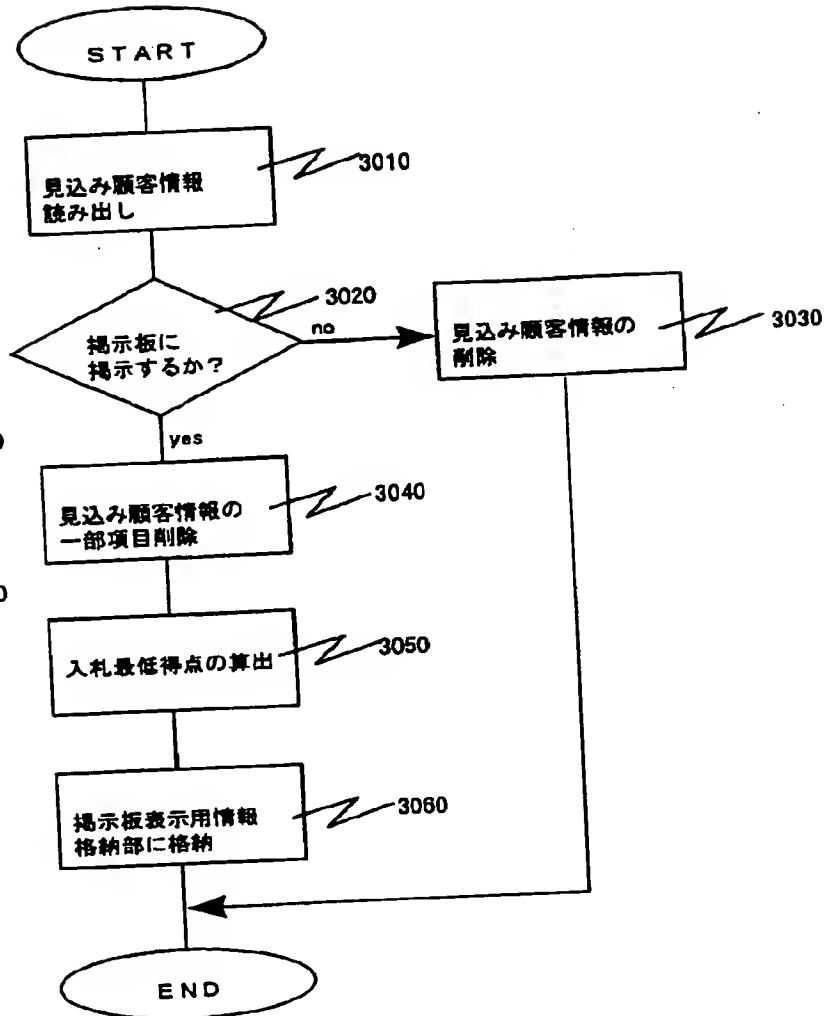 START
見込み顧客情報
読み出し
3010
掲示板に
掲示するか?
3020
no
見込み顧客情報の
削除
3030
yes
見込み顧客情報の
一部項目削除
3040
入札最低得点の算出
3050
掲示板表示用情報
格納部に格納
3060
END